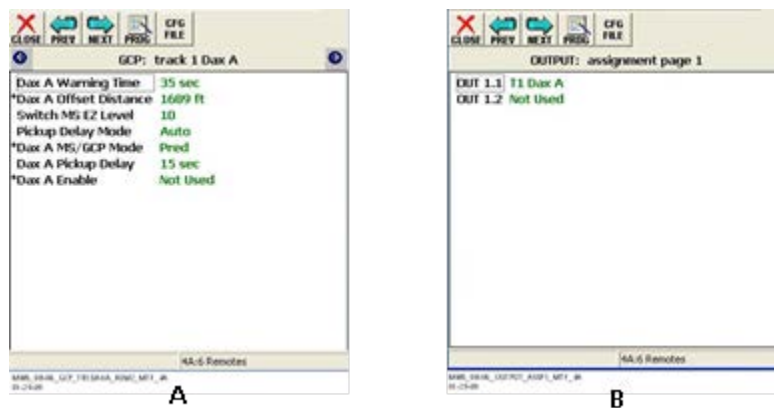 CLOSE PREV NEXT PROG CFG FILE
GCP: track 1 Dax A
Dax A Warning Time 35 sec
*Dax A Offset Distance 1689 ft
Switch MS EZ Level 10
Pickup Delay Mode Auto
*Dax A MS/GCP Mode Pred
Dax A Pickup Delay 15 sec
*Dax A Enable Not Used
4A:6 Remotes
A
CLOSE PREV NEXT PROG CFG FILE
OUTPUT: assignment page 1
OUT 1.1 T1 Dax A
OUT 1.2 Not Used
4A:6 Remotes
B